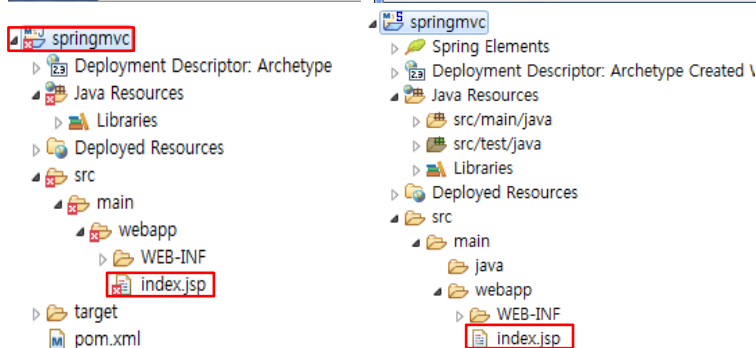 springmvc
Deployment Descriptor: Archetype
Java Resources
Libraries
Deployed Resources
src
main
webapp
WEB-INF
index.jsp
target
pom.xml
springmvc
Spring Elements
Deployment Descriptor: Archetype Created
Java Resources
src/main/java
src/test/java
Libraries
Deployed Resources
src
main
java
webapp
WEB-INF
index.jsp